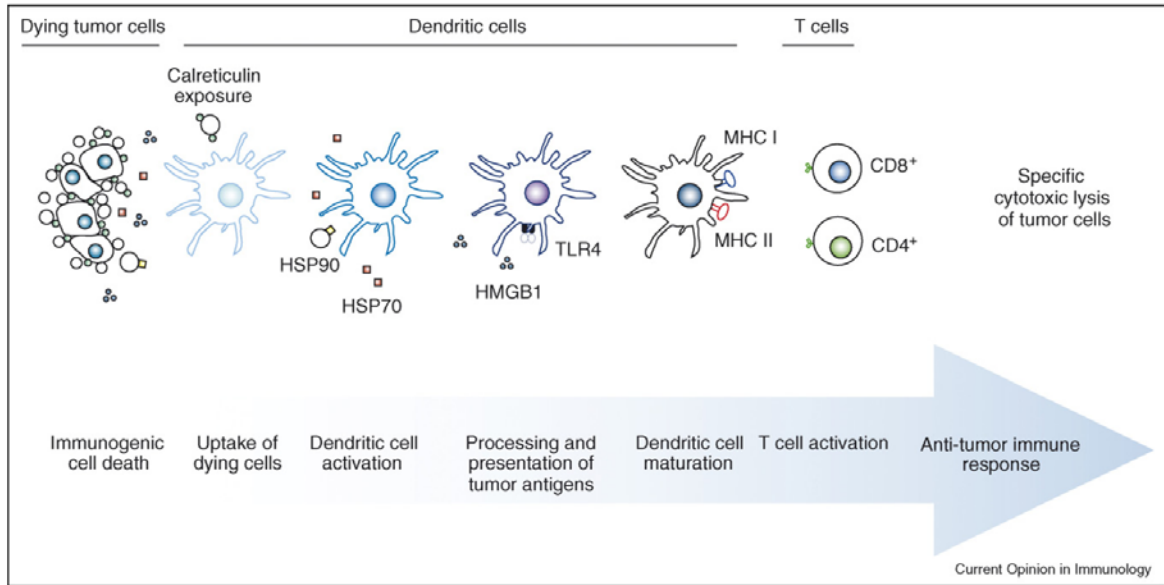 Dying tumor cells
Dendritic cells
T cells
Calreticulin
exposure
HSP90
HSP70
HMGB1
TLR4
MHC I
MHC II
CD8⁺
CD4⁺
Specific
cytotoxic lysis
of tumor cells
Immunogenic
cell death
Uptake of
dying cells
Dendritic cell
activation
Processing and
presentation of
tumor antigens
Dendritic cell
maturation
T cell activation
Anti-tumor immune
response
Current Opinion in Immunology